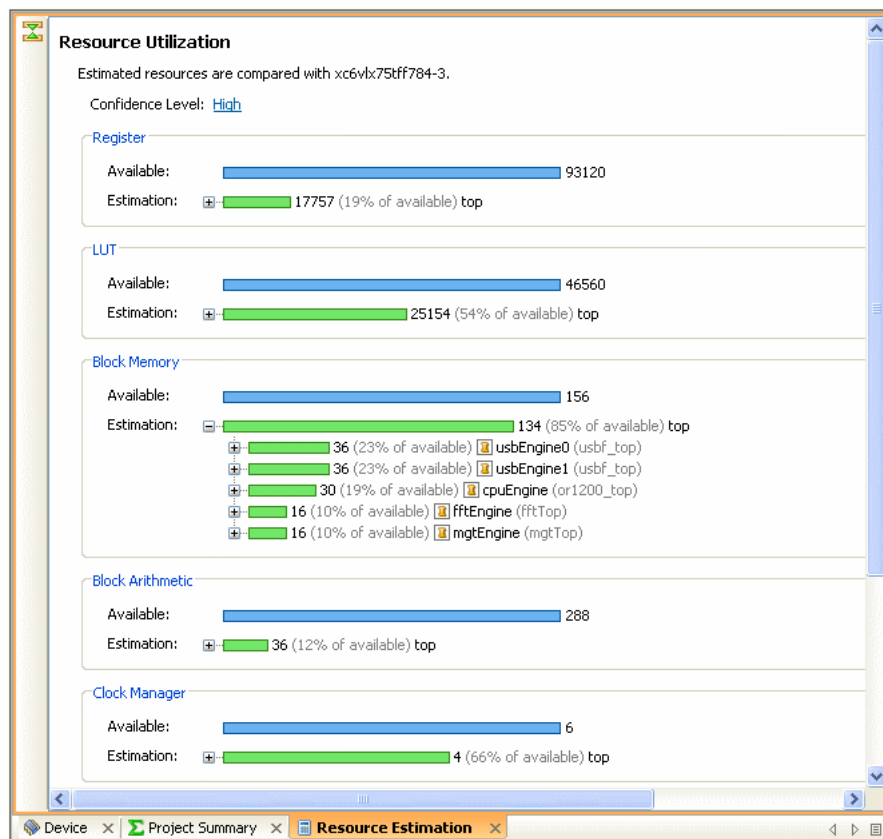 Resource Utilization
Estimated resources are compared with xc6vlx75tff784-3.
Confidence Level: High
Register
Available: 93120
Estimation: 17757 (19% of available) top
LUT
Available: 46560
Estimation: 25154 (54% of available) top
Block Memory
Available: 156
Estimation: 134 (85% of available) top
36 (23% of available) usbEngine0 (usbf_top)
36 (23% of available) usbEngine1 (usbf_top)
30 (19% of available) cpuEngine (or1200_top)
16 (10% of available) fftEngine (fftTop)
16 (10% of available) mgtEngine (mgtTop)
Block Arithmetic
Available: 288
Estimation: 36 (12% of available) top
Clock Manager
Available: 6
Estimation: 4 (66% of available) top
Device Project Summary Resource Estimation